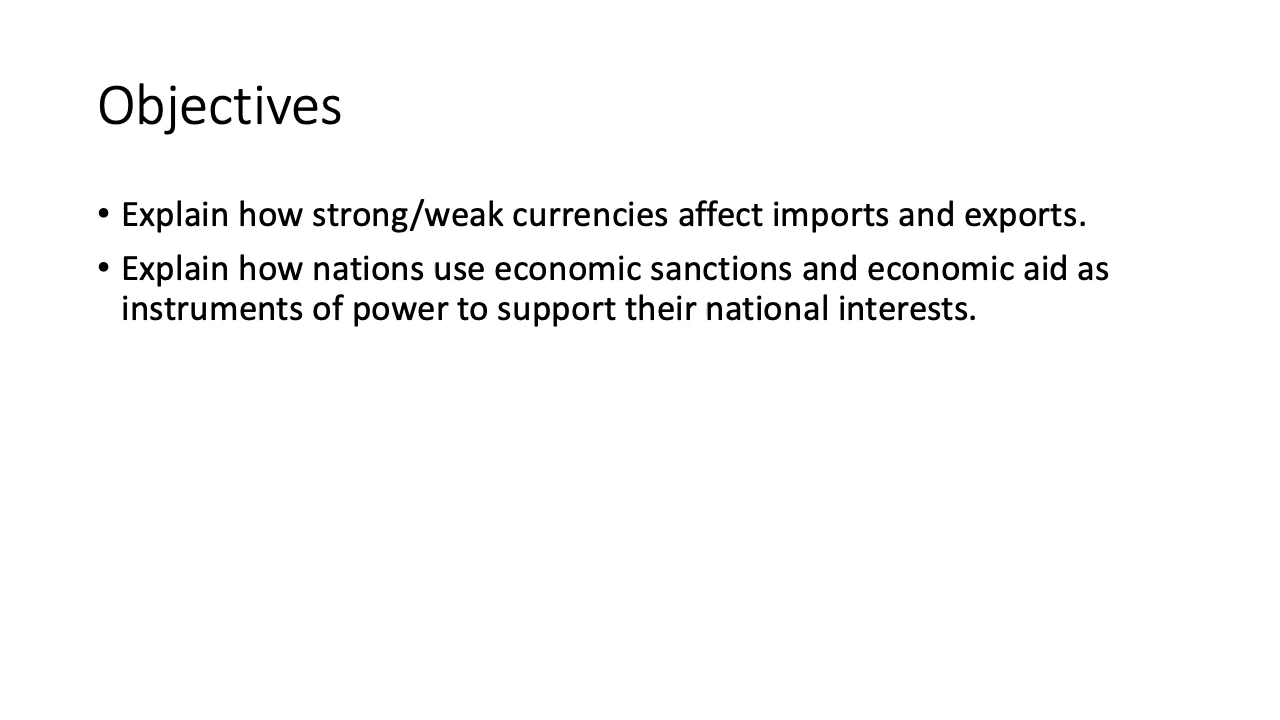 Objectives
• Explain how strong/weak currencies affect imports and exports.
• Explain how nations use economic sanctions and economic aid as
instruments of power to support their national interests.